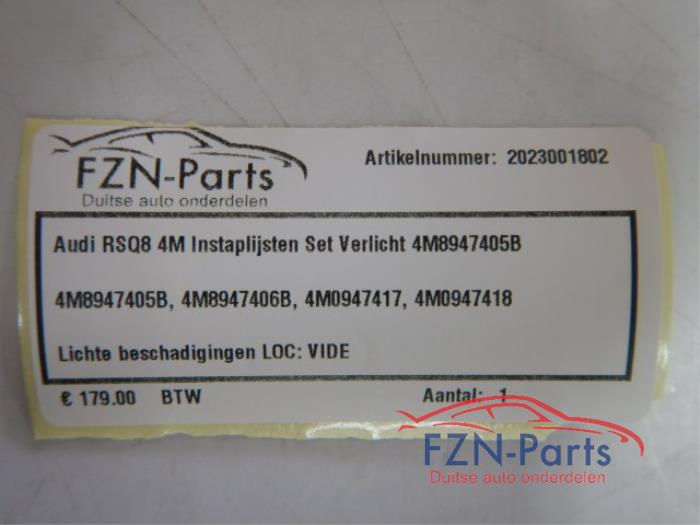 FZN-Parts
Duitse auto onderdelen
Artikelnummer: 2023001802
Audi RSQ8 4M Instaplijsten Set Verlicht 4M8947405B
4M8947405B, 4M8947406B, 4M0947417, 4M0947418
Lichte beschadigingen LOC: VIDE
€ 179.00 BTW Aantal: 1
FZN-Parts
Duitse auto onderdelen